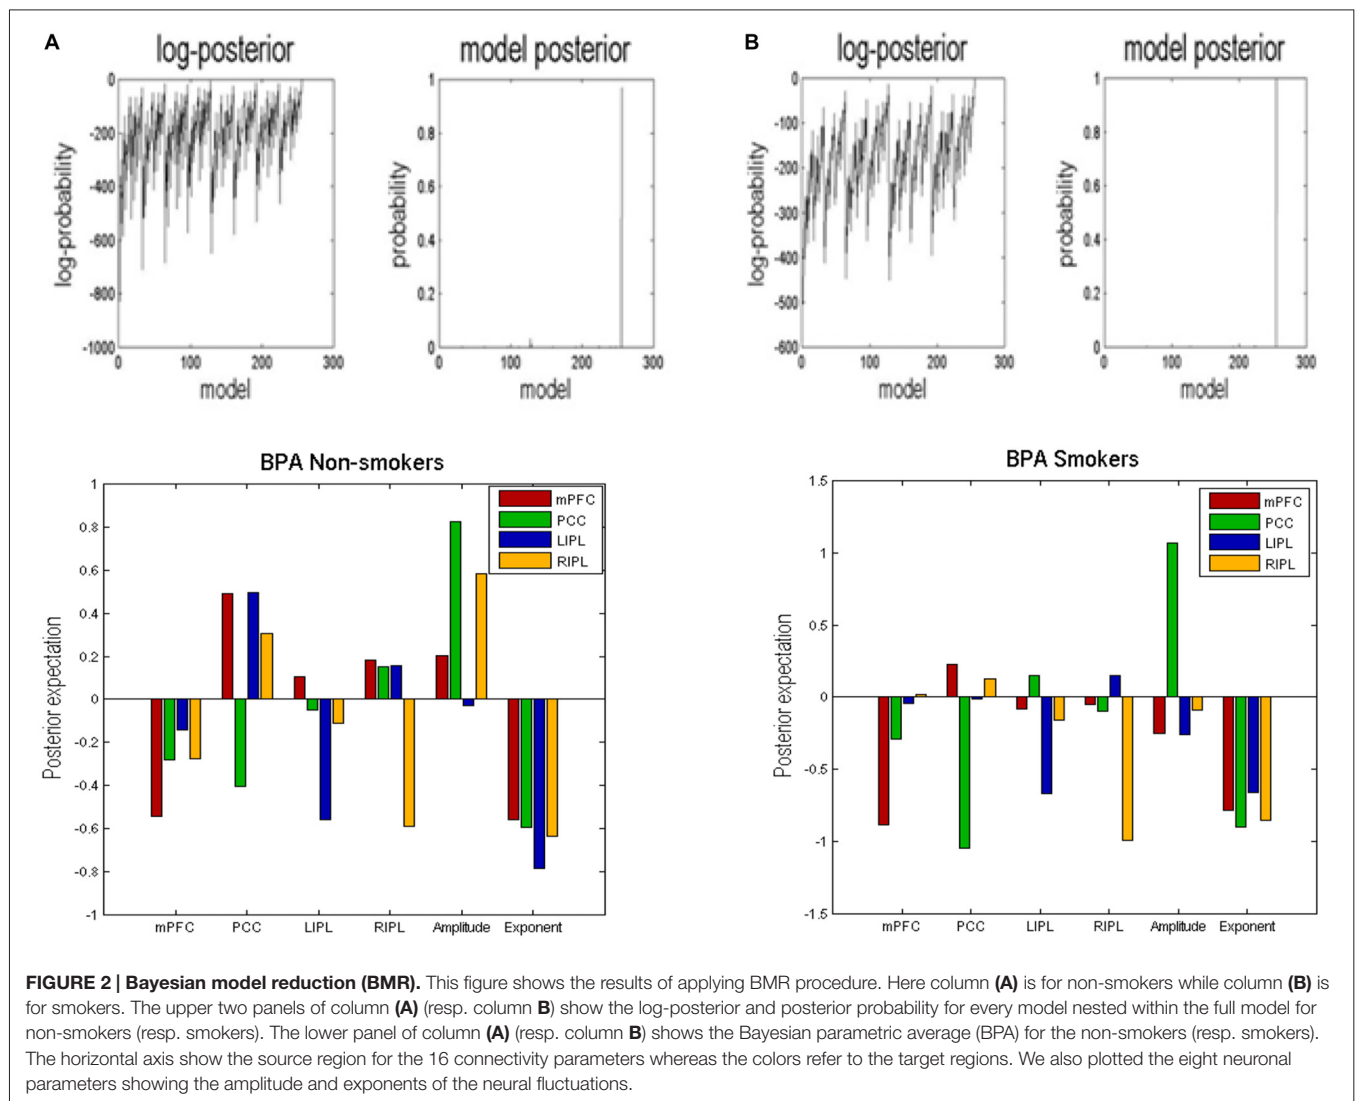 A
log-posterior
0
-200
-400
-600
-800
-1000
log-probability
0 100 200 300
model
model posterior
1
0.8
0.6
0.4
0.2
0
probability
0 100 200 300
model
B
log-posterior
0
-100
-200
-300
-400
-500
-600
log-probability
0 100 200 300
model
model posterior
1
0.8
0.6
0.4
0.2
0
probability
0 100 200 300
model
BPA Non-smokers
1
0.8
0.6
0.4
0.2
0
-0.2
-0.4
-0.6
-0.8
-1
Posterior expectation
mPFC
PCC
LIPL
RIPL
mPFC PCC LIPL RIPL Amplitude Exponent
BPA Smokers
1.5
1
0.5
0
-0.5
-1
-1.5
Posterior expectation
mPFC
PCC
LIPL
RIPL
mPFC PCC LIPL RIPL Amplitude Exponent
FIGURE 2 | Bayesian model reduction (BMR). This figure shows the results of applying BMR procedure. Here column (A) is for non-smokers while column (B) is
for smokers. The upper two panels of column (A) (resp. column B) show the log-posterior and posterior probability for every model nested within the full model for
non-smokers (resp. smokers). The lower panel of column (A) (resp. column B) shows the Bayesian parametric average (BPA) for the non-smokers (resp. smokers).
The horizontal axis show the source region for the 16 connectivity parameters whereas the colors refer to the target regions. We also plotted the eight neuronal
parameters showing the amplitude and exponents of the neural fluctuations.